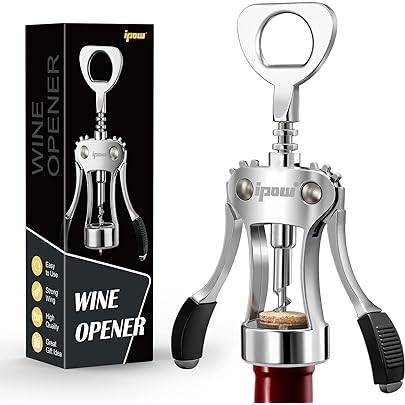 ipow
WINE
OPENER
ipow
Easy
to Use
Strong
Wing
High
Quality
Great
Gift Idea
WINE
OPENER
ipow